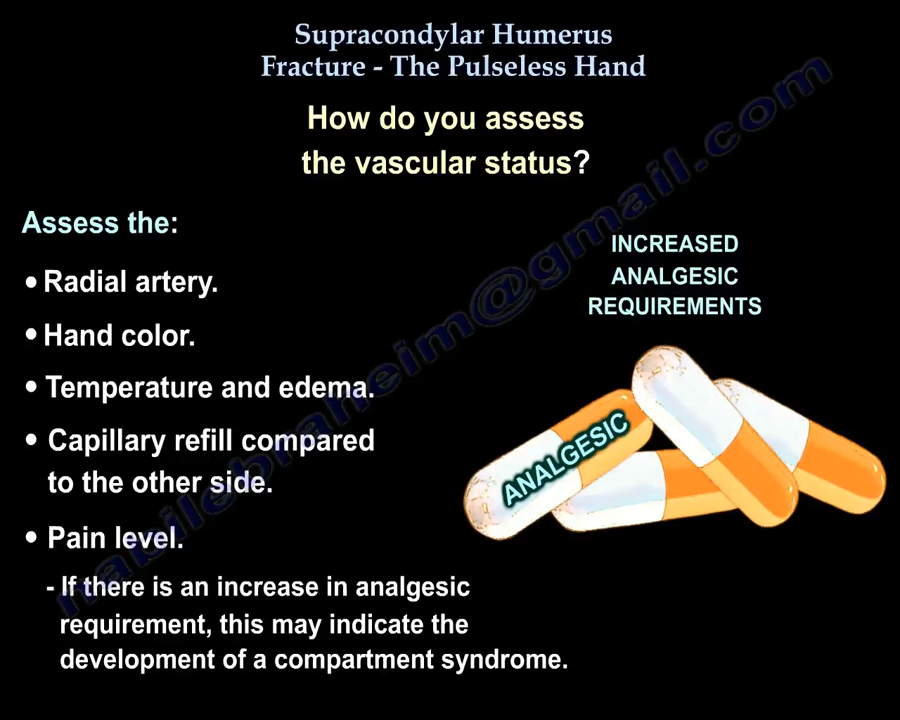 Supracondylar Humerus
Fracture - The Pulseless Hand
How do you assess
the vascular status?
Assess the:
• Radial artery.
• Hand color.
• Temperature and edema.
• Capillary refill compared
to the other side.
• Pain level.
- If there is an increase in analgesic
requirement, this may indicate the
development of a compartment syndrome.
INCREASED
ANALGESIC
REQUIREMENTS
ANALGESIC
nabilebraheim@gmail.com